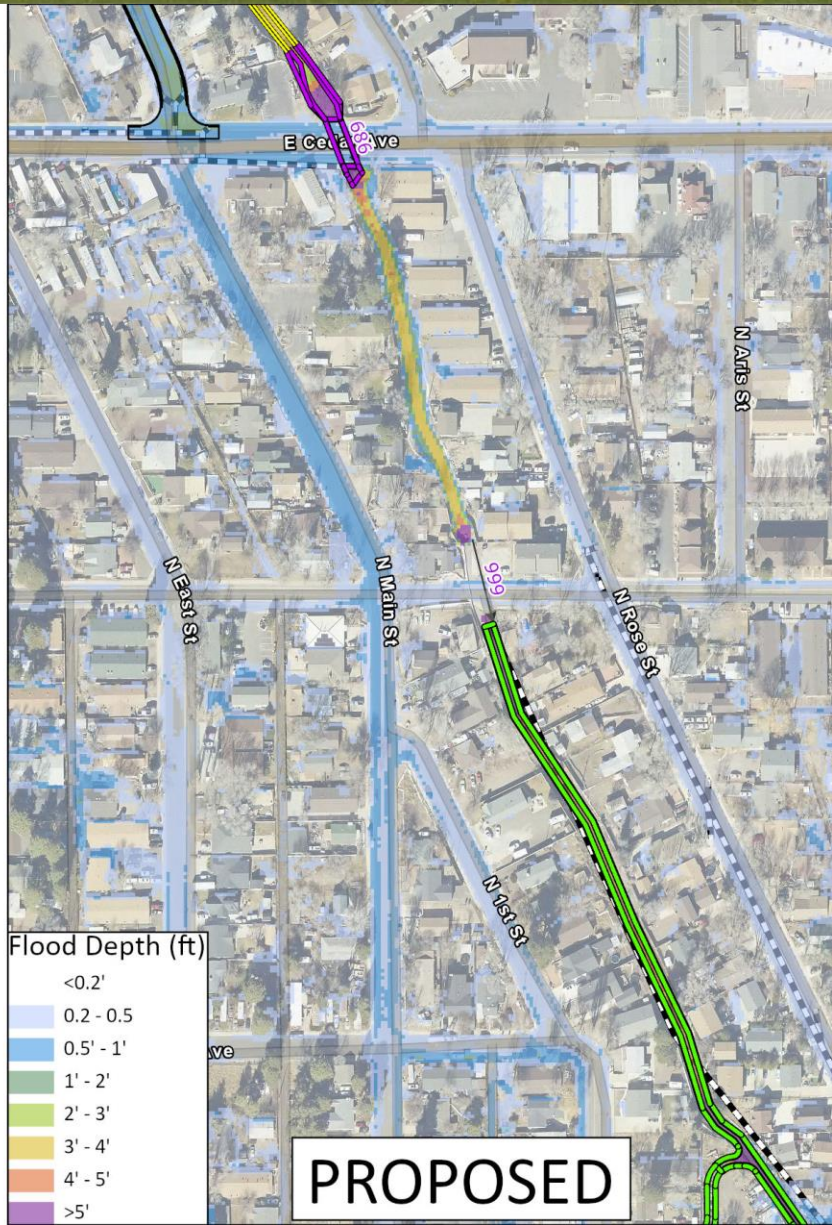 686
E Cedar Ave
N Aris St
N East St
N Main St
999
N Rose St
N 1st St
Flood Depth (ft)
<0.2'
0.2 - 0.5
0.5' - 1'
1' - 2'
2' - 3'
3' - 4'
4' - 5'
>5'
Ave
PROPOSED